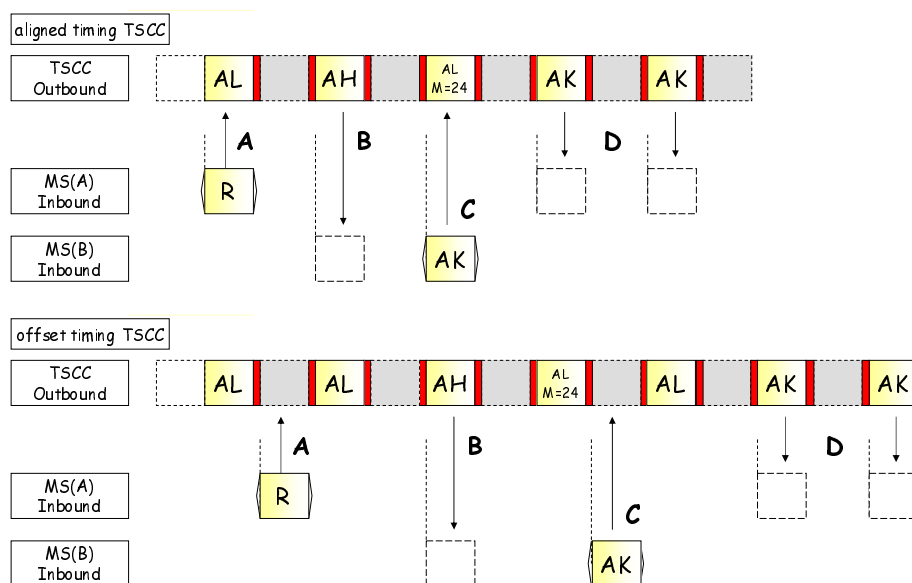 aligned timing TSCC
TSCC
Outbound
AL
AH
AL
M=24
AK
AK
A
B
D
MS(A)
Inbound
R
C
MS(B)
Inbound
AK
offset timing TSCC
TSCC
Outbound
AL
AL
AH
AL
M=24
AL
AK
AK
A
B
D
MS(A)
Inbound
R
C
MS(B)
Inbound
AK